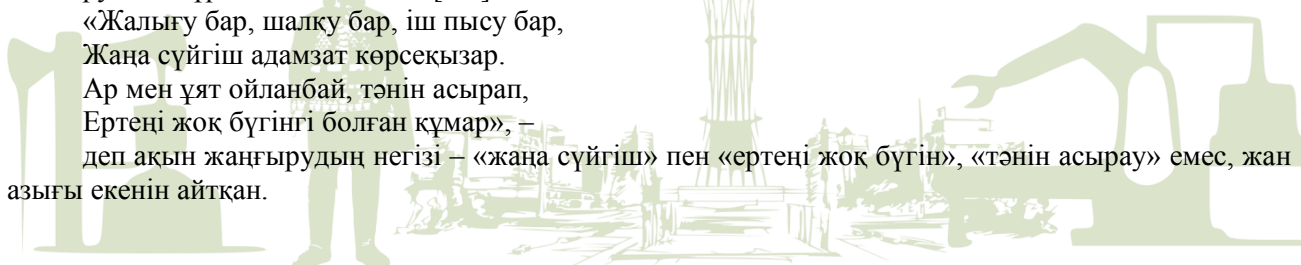 «Жалығу бар, шалқу бар, іш пысу бар,
Жаңа сүйгіш адамзат көрсеқызар.
Ар мен ұят ойланбай, тәнін асырап,
Ертеңі жоқ бүгінгі болған құмар», –
деп ақын жаңғырудың негізі – «жаңа сүйгіш» пен «ертеңі жоқ бүгін», «тәнін асырау» емес, жан
азығы екенін айтқан.